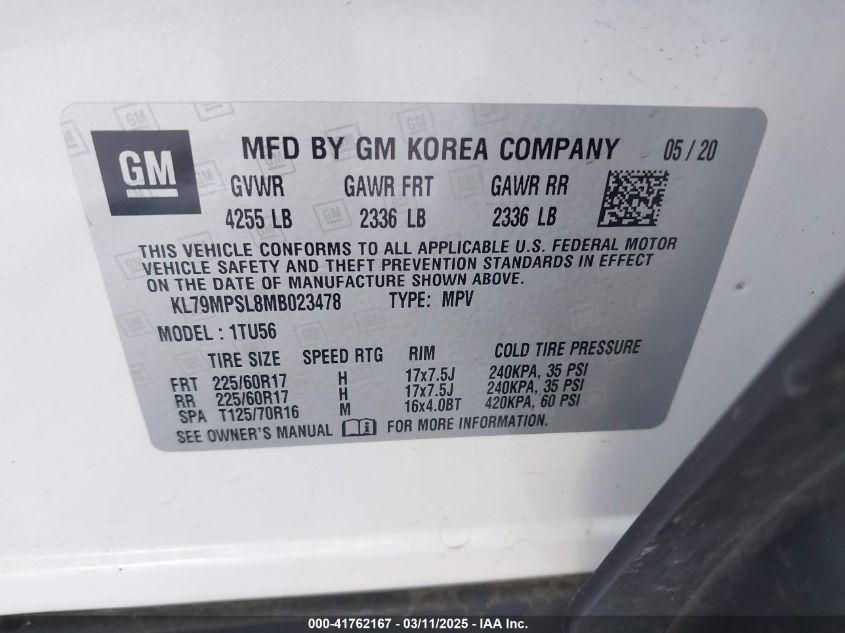 GM
MFD BY GM KOREA COMPANY 05 / 20
GVWR GAWR FRT GAWR RR
4255 LB 2336 LB 2336 LB
THIS VEHICLE CONFORMS TO ALL APPLICABLE U.S. FEDERAL MOTOR
VEHICLE SAFETY AND THEFT PREVENTION STANDARDS IN EFFECT
ON THE DATE OF MANUFACTURE SHOWN ABOVE.
KL79MPSL8MB023478 TYPE: MPV
MODEL : 1TU56
TIRE SIZE SPEED RTG RIM COLD TIRE PRESSURE
FRT 225/60R17 H 17x7.5J 240KPA, 35 PSI
RR 225/60R17 H 17x7.5J 240KPA, 35 PSI
SPA T125/70R16 M 16x4.0BT 420KPA, 60 PSI
SEE OWNER'S MANUAL FOR MORE INFORMATION.
000-41762167 - 03/11/2025 - IAA Inc.